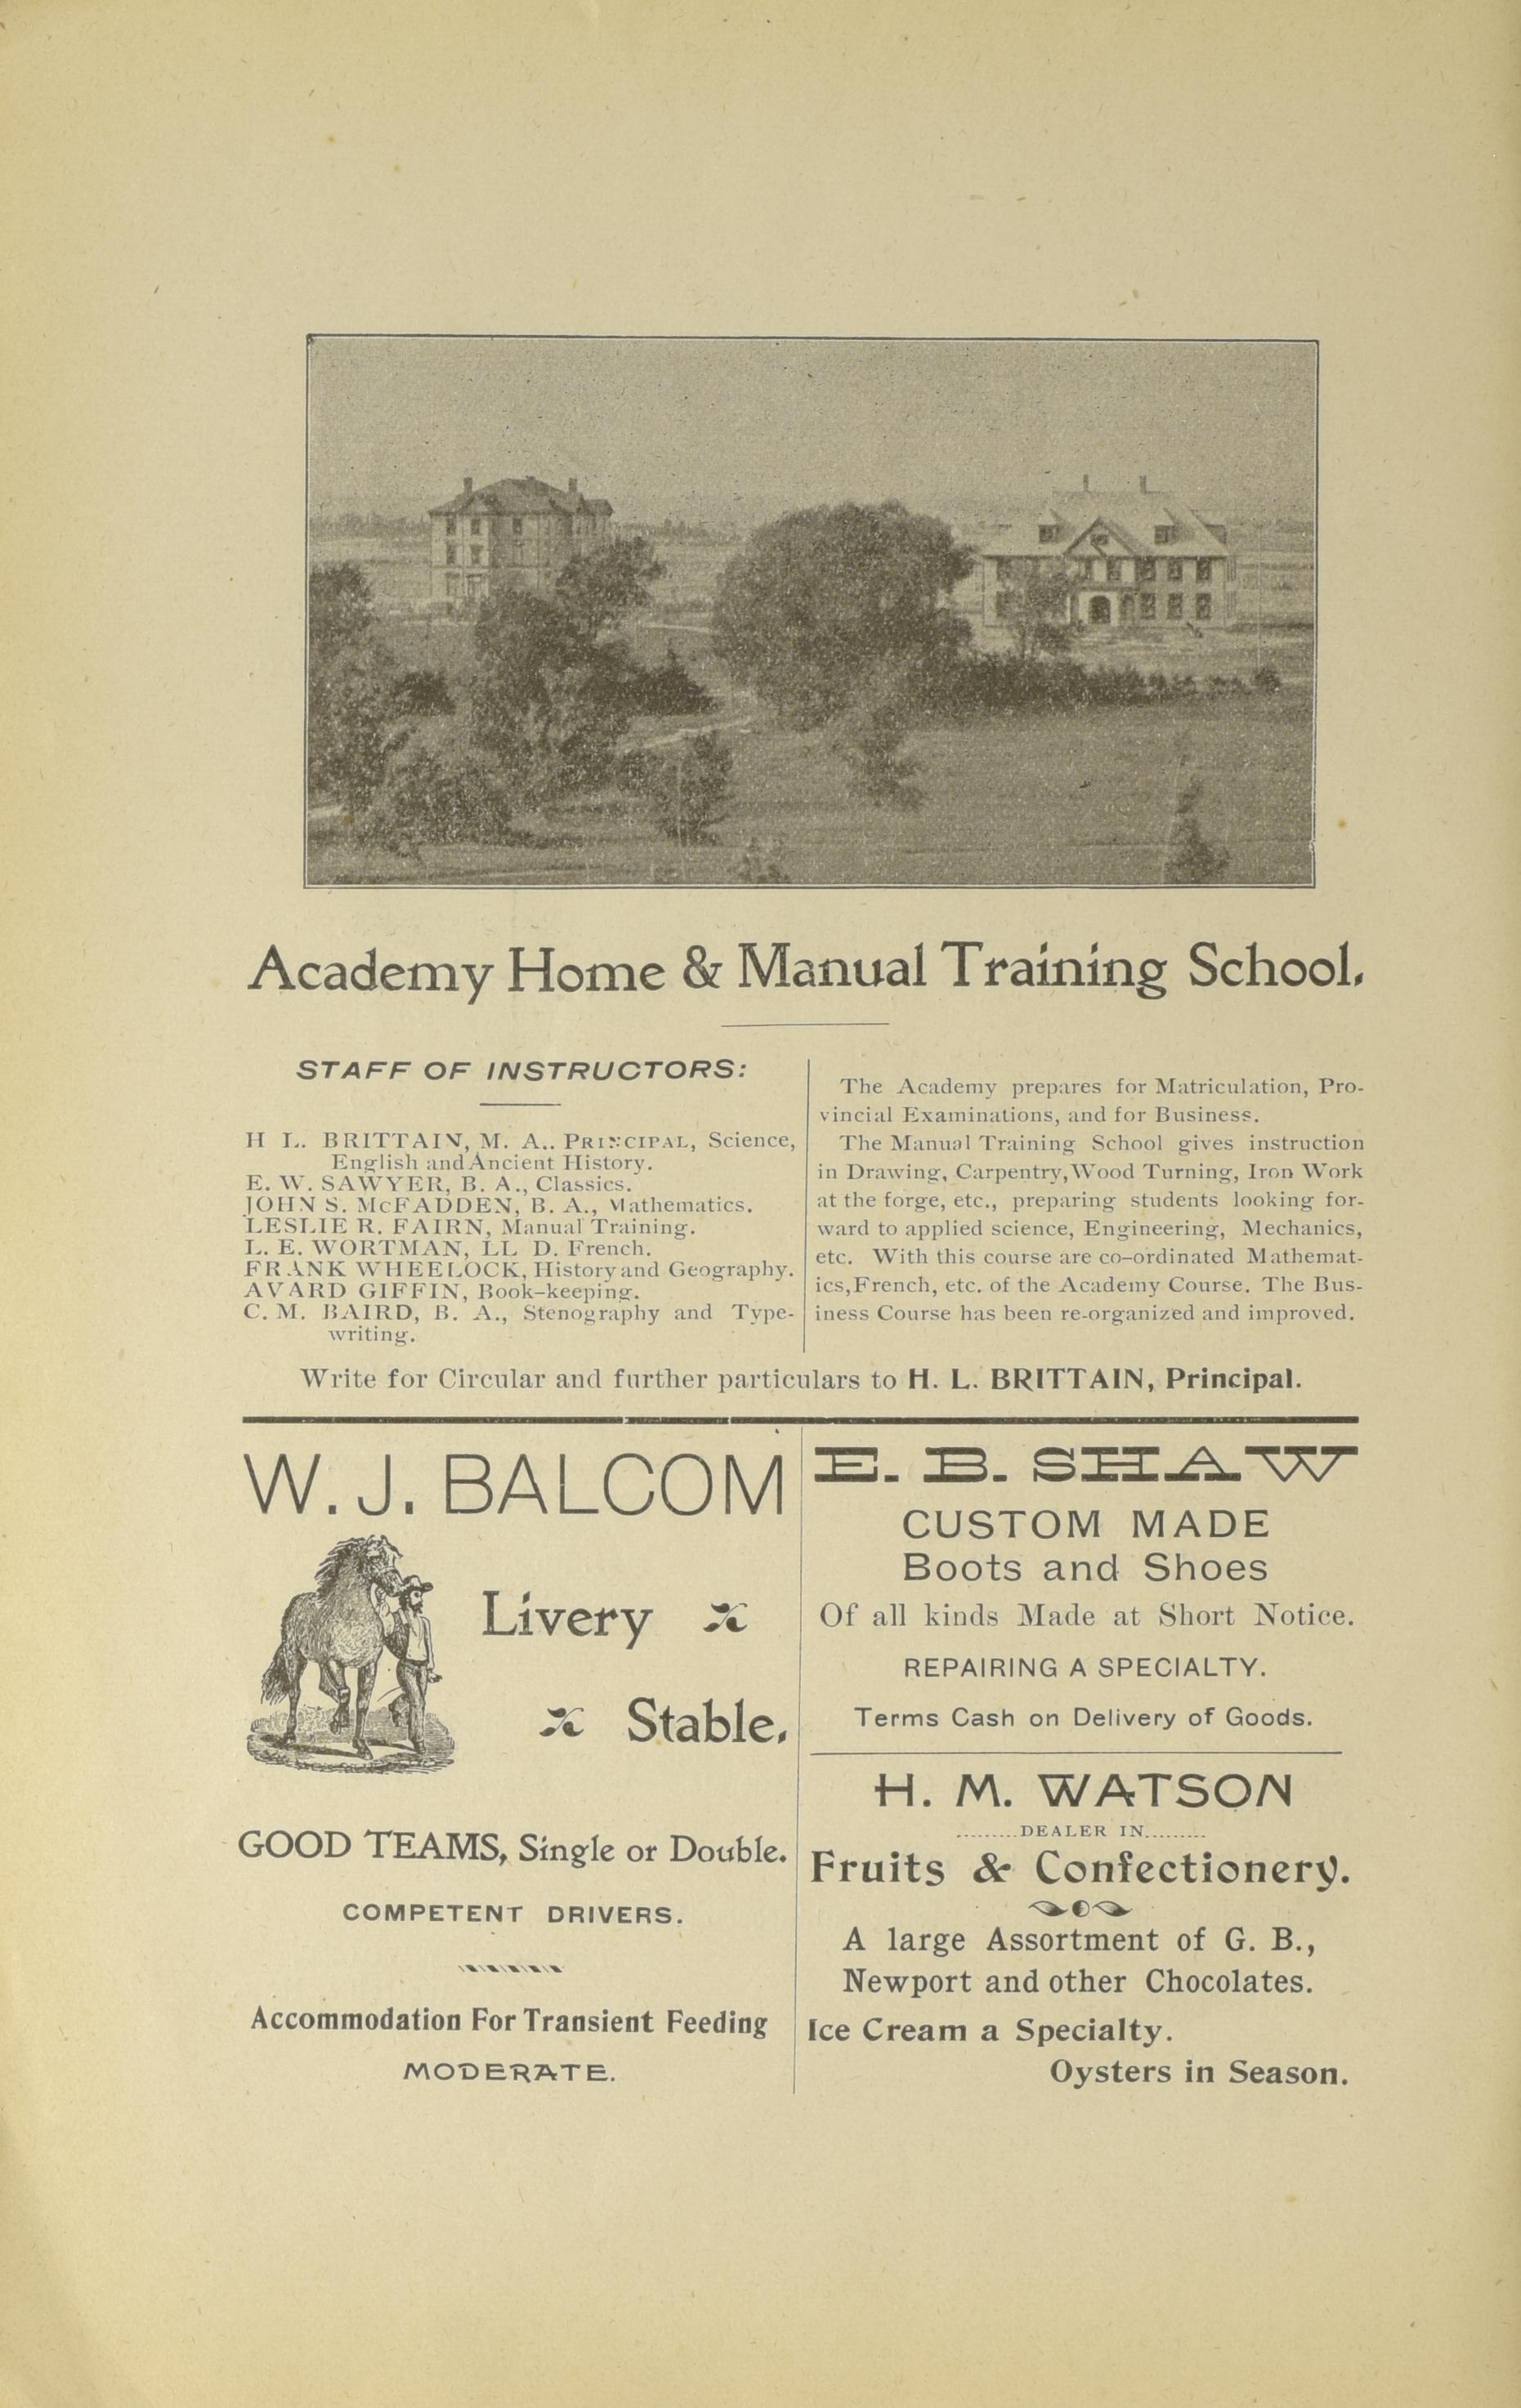 Academy Home & Manual Training School.
STAFF OF INSTRUCTORS:
H L. BRITTAIN, M. A.. PRINCIPAL, Science,
English and Ancient History.
E. W. SAWYER, B. A., Classics.
JOHN S. McFADDEN, B. A., Mathematics.
LESLIE R. FAIRN, Manual Training.
L. E. WORTMAN, LL D. French.
FRANK WHEELOCK, History and Geography.
AVARD GIFFIN, Book-keeping.
C. M. BAIRD, B. A., Stenography and Type-
writing.
The Academy prepares for Matriculation, Pro-
vincial Examinations, and for Business.
The Manual Training School gives instruction
in Drawing, Carpentry, Wood Turning, Iron Work
at the forge, etc., preparing students looking for-
ward to applied science, Engineering, Mechanics,
etc. With this course are co-ordinated Mathemat-
ics, French, etc. of the Academy Course. The Bus-
iness Course has been re-organized and improved.
Write for Circular and further particulars to H. L. BRITTAIN, Principal.
W. J. BALCOM
Livery
Stable.
GOOD TEAMS, Single or Double.
COMPETENT DRIVERS.
Accommodation For Transient Feeding
MODERATE.
E. B. SHAW
CUSTOM MADE
Boots and Shoes
Of all kinds Made at Short Notice.
REPAIRING A SPECIALTY.
Terms Cash on Delivery of Goods.
H. M. WATSON
.........DEALER IN.........
Fruits & Confectionery.
A large Assortment of G. B.,
Newport and other Chocolates.
Ice Cream a Specialty.
Oysters in Season.